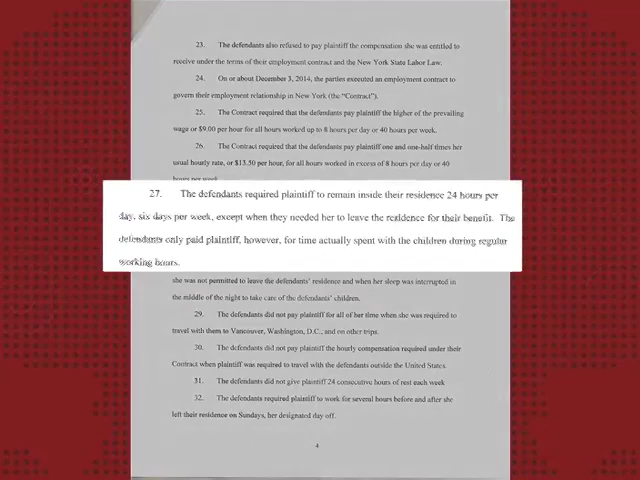 23. The defendants also refused to pay plaintiff the compensation she was entitled to
receive under the terms of their employment contract and the New York State Labor Law.
24. On or about December 3, 2014, the parties executed an employment contract to
govern their employment relationship in New York (the "Contract").
25. The Contract required that the defendants pay plaintiff the higher of the prevailing
wage or $9.00 per hour for all hours worked up to 8 hours per day or 40 hours per week.
26. The Contract required that the defendants pay plaintiff one and one-half times her
usual hourly rate, or $13.50 per hour, for all hours worked in excess of 8 hours per day or 40
hours per week.
27. The defendants required plaintiff to remain inside their residence 24 hours per
day, six days per week, except when they needed her to leave the residence for their benefit. The
defendants only paid plaintiff, however, for time actually spent with the children during regular
working hours.
she was not permitted to leave the defendants' residence and when her sleep was interrupted in
the middle of the night to take care of the defendants' children.
29. The defendants did not pay plaintiff for all of her time when she was required to
travel with them to Vancouver, Washington, D.C., and on other trips.
30. The defendants did not pay plaintiff the hourly compensation required under their
Contract when plaintiff was required to travel with the defendants outside the United States.
31. The defendants did not give plaintiff 24 consecutive hours of rest each week
32. The defendants required plaintiff to work for several hours before and after she
left their residence on Sundays, her designated day off.
4